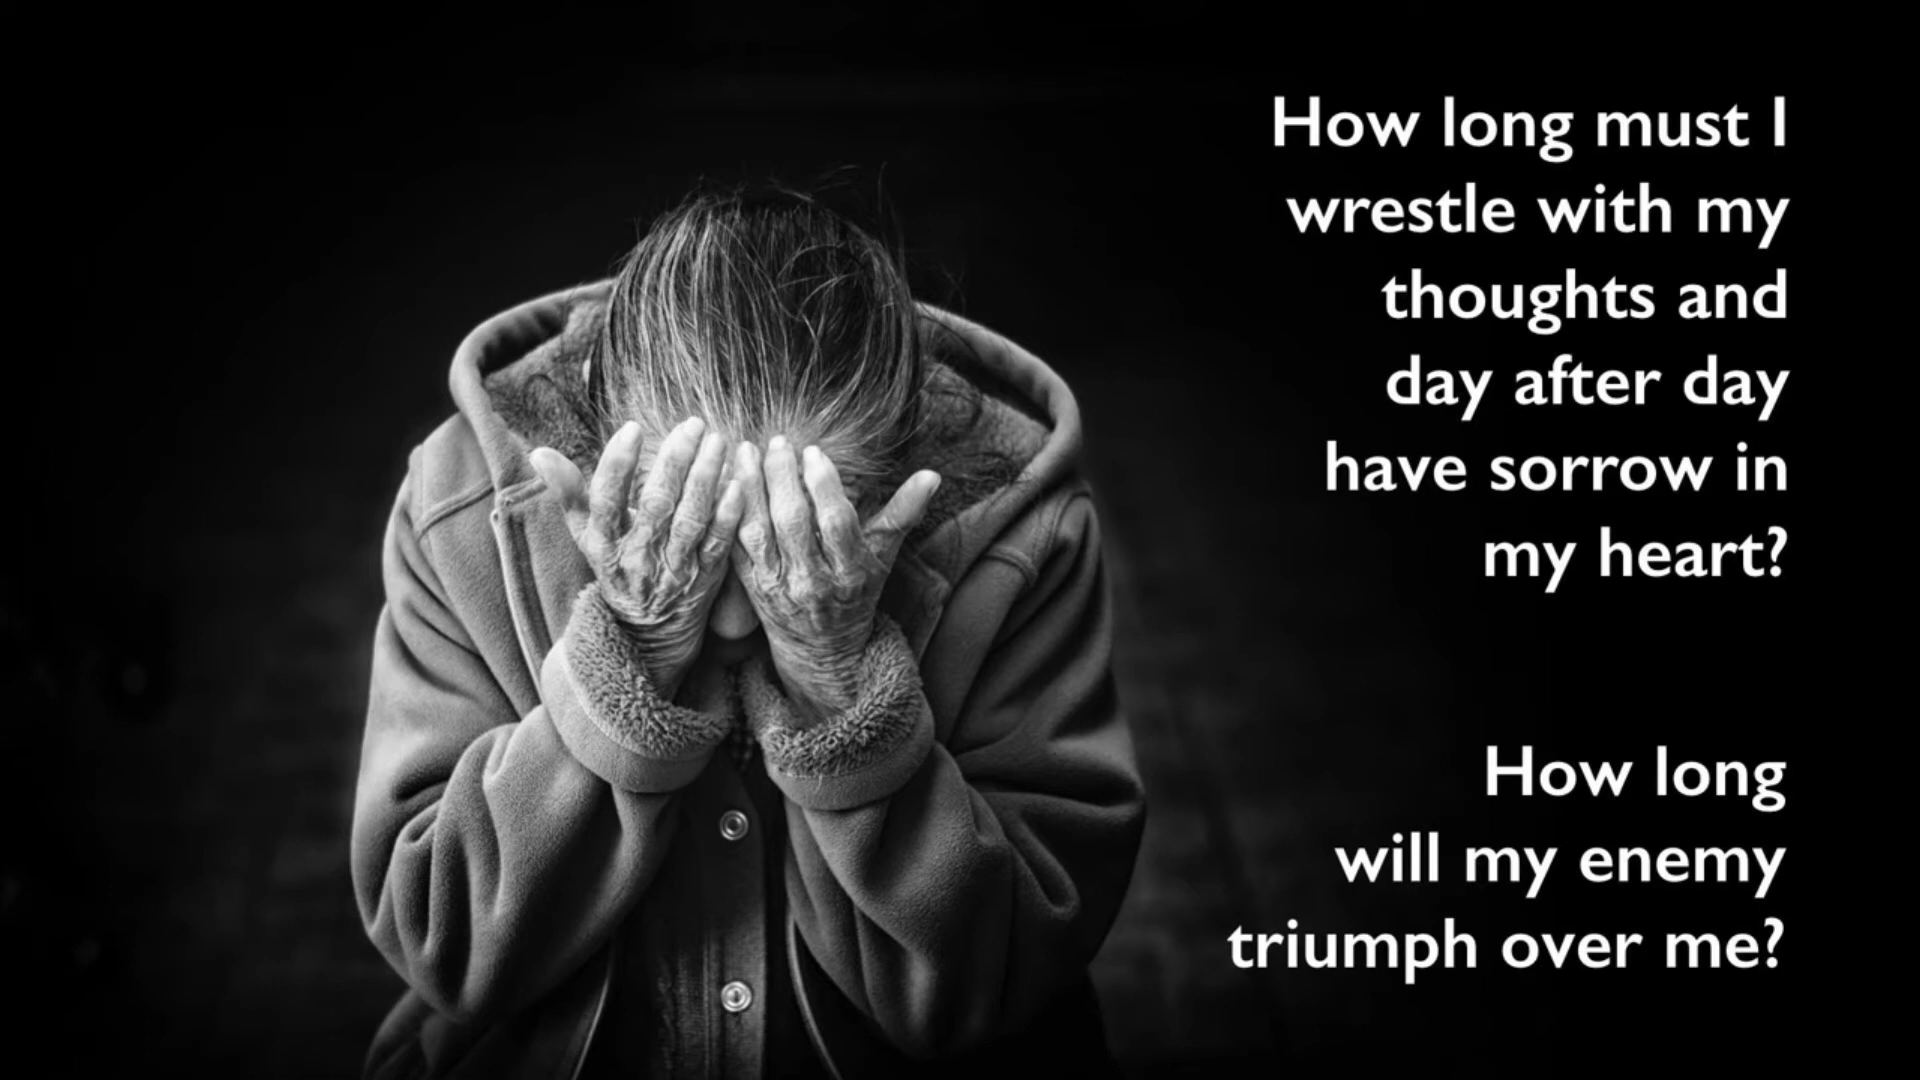 How long must I
wrestle with my
thoughts and
day after day
have sorrow in
my heart?
How long
will my enemy
triumph over me?